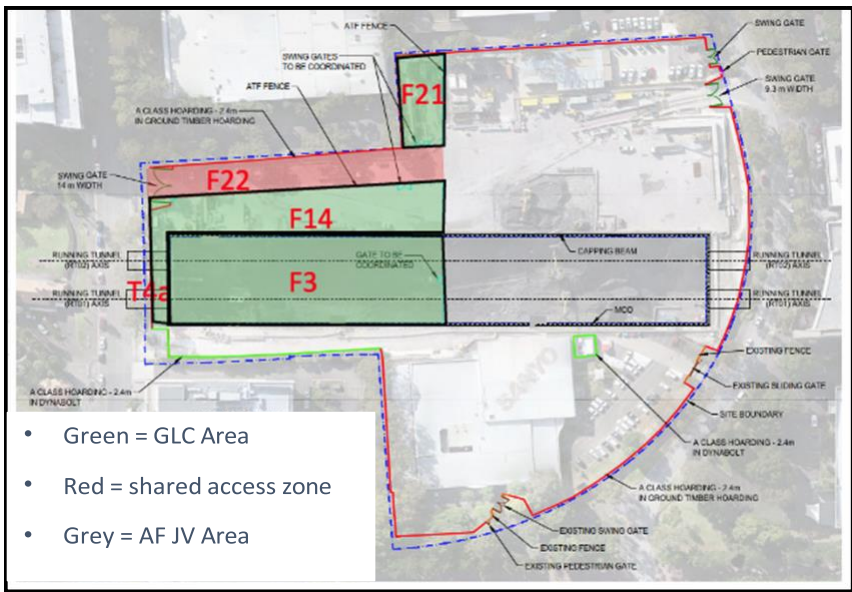 ATF FENCE
SWING GATE
PEDESTRIAN GATE
SWING GATE
9.3 m WIDTH
SWING GATES
TO BE COORDINATED
ATF FENCE
F21
A CLASS HOARDING - 2.4m
IN GROUND TIMBER HOARDING
SWING GATE
14 m WIDTH
F22
F14
RUNNING TUNNEL
(RT02) AXIS
GATE TO BE
COORDINATED
CAPPING BEAM
RUNNING TUNNEL
(RT02) AXIS
F3
T4a
RUNNING TUNNEL
(RT01) AXIS
RUNNING TUNNEL
(RT01) AXIS
EXISTING FENCE
EXISTING SLIDING GATE
A CLASS HOARDING - 2.4m
IN DYNABOLT
SITE BOUNDARY
A CLASS HOARDING - 2.4m
IN DYNABOLT
A CLASS HOARDING - 2.4m
IN GROUND TIMBER HOARDING
EXISTING SWING GATE
EXISTING FENCE
EXISTING PEDESTRIAN GATE
• Green = GLC Area
• Red = shared access zone
• Grey = AF JV Area